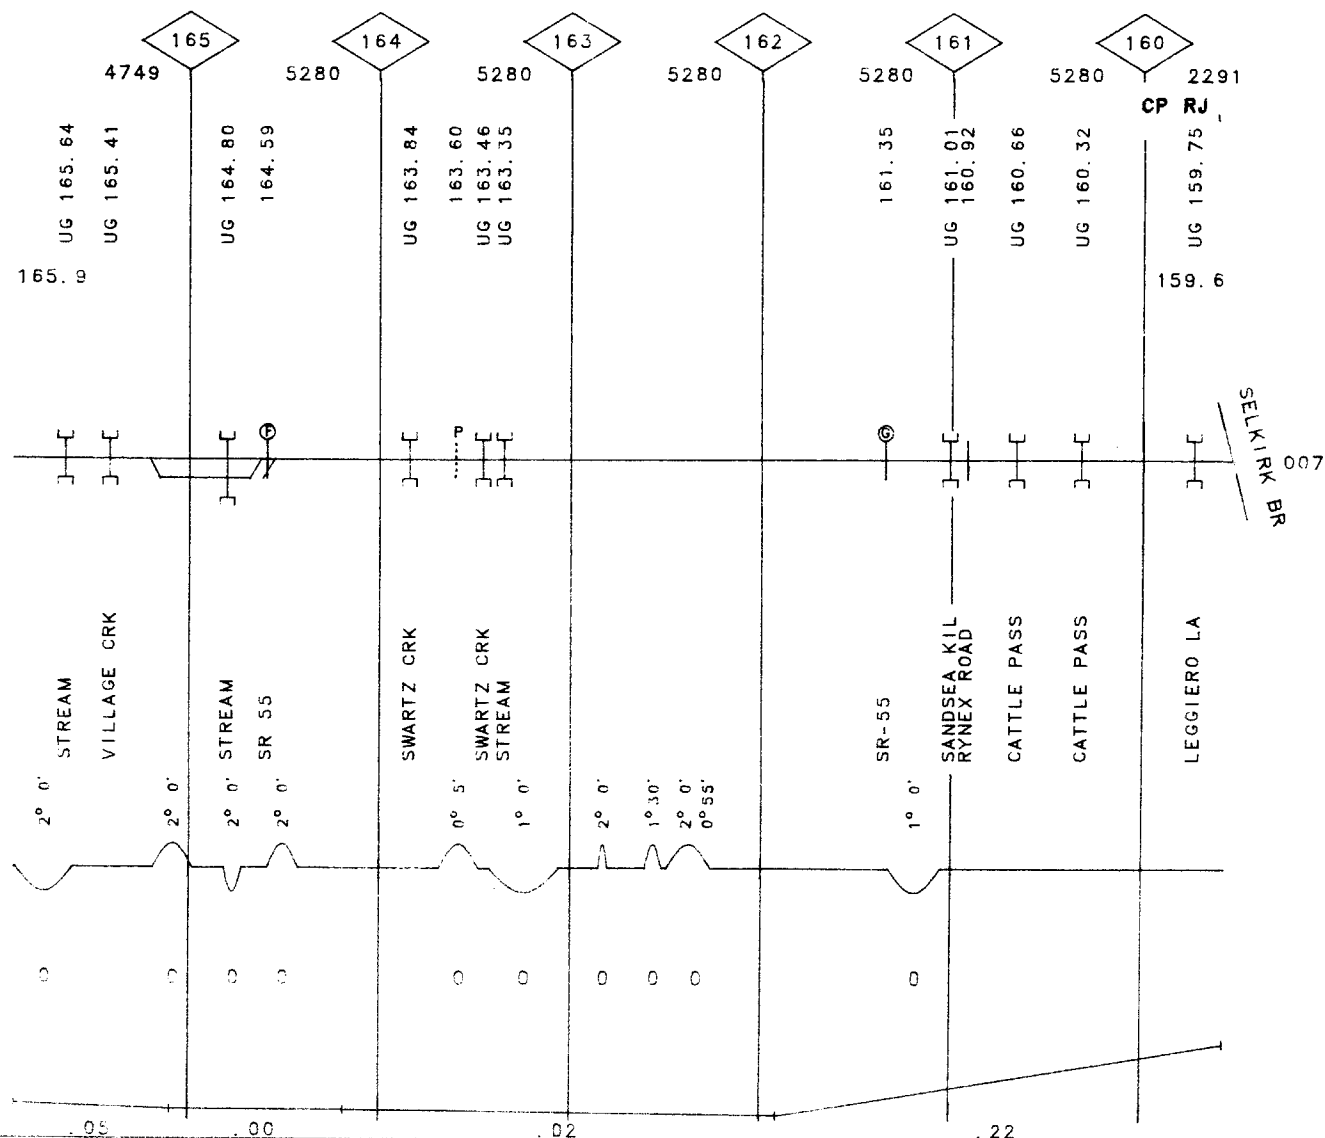 165 164 163 162 161 160
4749 5280 5280 5280 5280 5280 2291
CP RJ
UG 165.64
UG 165.41
UG 164.80
164.59
UG 163.84
163.60
UG 163.46
UG 163.35
161.35
UG 161.01
160.92
UG 160.66
UG 160.32
UG 159.75
165.9
159.6
F
P
G
SELKIRK BR
007
STREAM
VILLAGE CRK
STREAM
SR 55
SWARTZ CRK
SWARTZ CRK
STREAM
SR-55
SANDSEA KIL
RYNEX ROAD
CATTLE PASS
CATTLE PASS
LEGGIERO LA
2° 0'
2° 0'
2° 0'
2° 0'
0° 5'
1° 0'
2° 0'
1° 30'
2° 0'
0° 55'
1° 0'
0 0 0 0 0 0 0 0 0 0
.05 .00 .02 .22